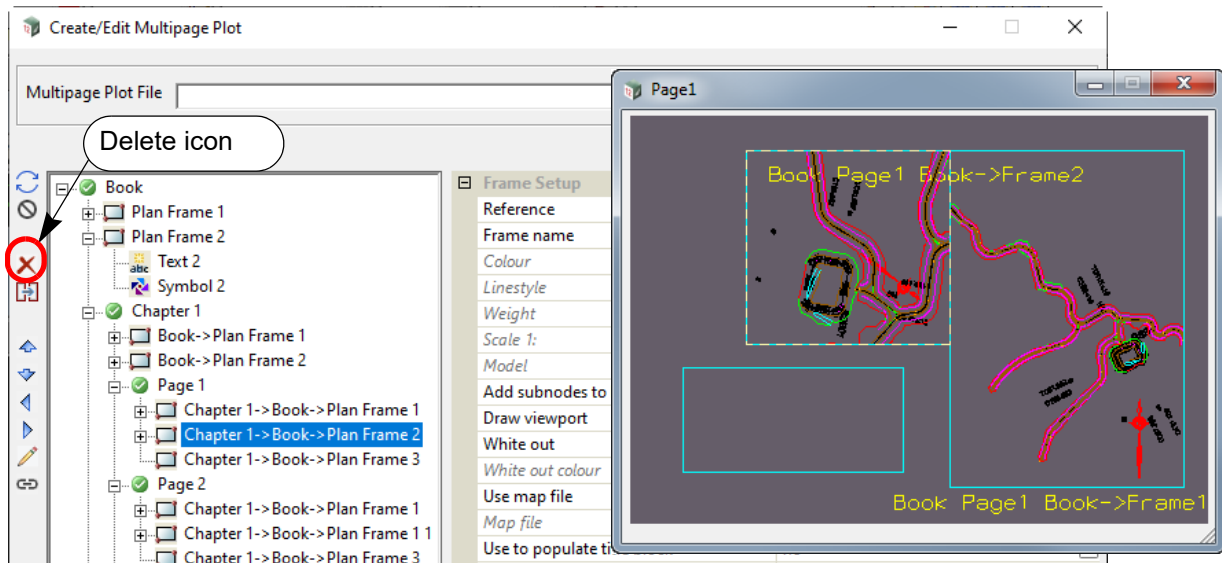 Create/Edit Multipage Plot
Multipage Plot File
Delete icon
Book
Plan Frame 1
Plan Frame 2
abc
Text 2
Symbol 2
Chapter 1
Book->Plan Frame 1
Book->Plan Frame 2
Page 1
Chapter 1->Book->Plan Frame 1
Chapter 1->Book->Plan Frame 2
Chapter 1->Book->Plan Frame 3
Page 2
Chapter 1->Book->Plan Frame 1
Chapter 1->Book->Plan Frame 1 1
Chapter 1->Book->Plan Frame 3
Frame Setup
Reference
Frame name
Colour
Linestyle
Weight
Scale 1:
Model
Add subnodes to
Draw viewport
White out
White out colour
Use map file
Map file
Use to populate
Page1
Book Page1 Book->Frame2
Book Page1 Book->Frame1